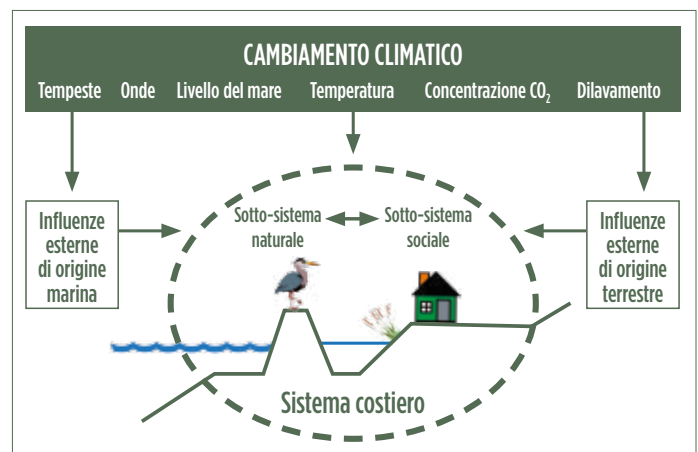 CAMBIAMENTO CLIMATICO
Tempeste Onde Livello del mare Temperatura Concentrazione CO₂ Dilavamento
Influenze
esterne
di origine
marina
Sotto-sistema
naturale
Sotto-sistema
sociale
Influenze
esterne
di origine
terrestre
Sistema costiero